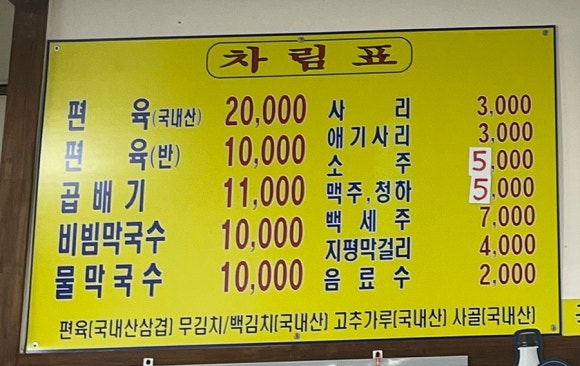 차림표
편 육(국내산) 20,000
편 육(반) 10,000
곱배기 11,000
비빔막국수 10,000
물막국수 10,000
사 리 3,000
애기사리 3,000
소 주 5,000
맥주,청하 5,000
백세주 7,000
지평막걸리 4,000
음료수 2,000
편육(국내산삼겹) 무김치/백김치(국내산) 고추가루(국내산) 사골(국내산)